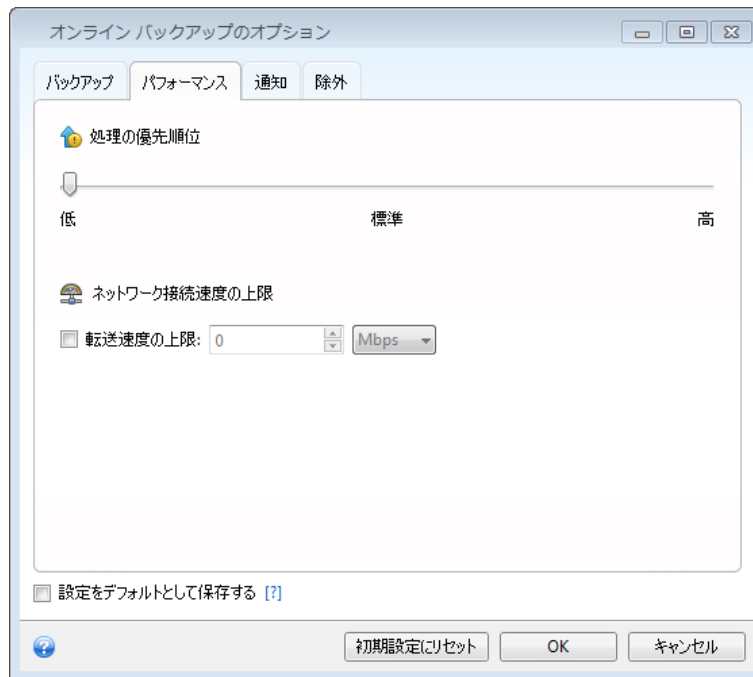 オンライン バックアップのオプション
バックアップ パフォーマンス 通知 除外
処理の優先順位
低 標準 高
ネットワーク接続速度の上限
転送速度の上限: 0 Mbps
設定をデフォルトとして保存する [?]
初期設定にリセット OK キャンセル